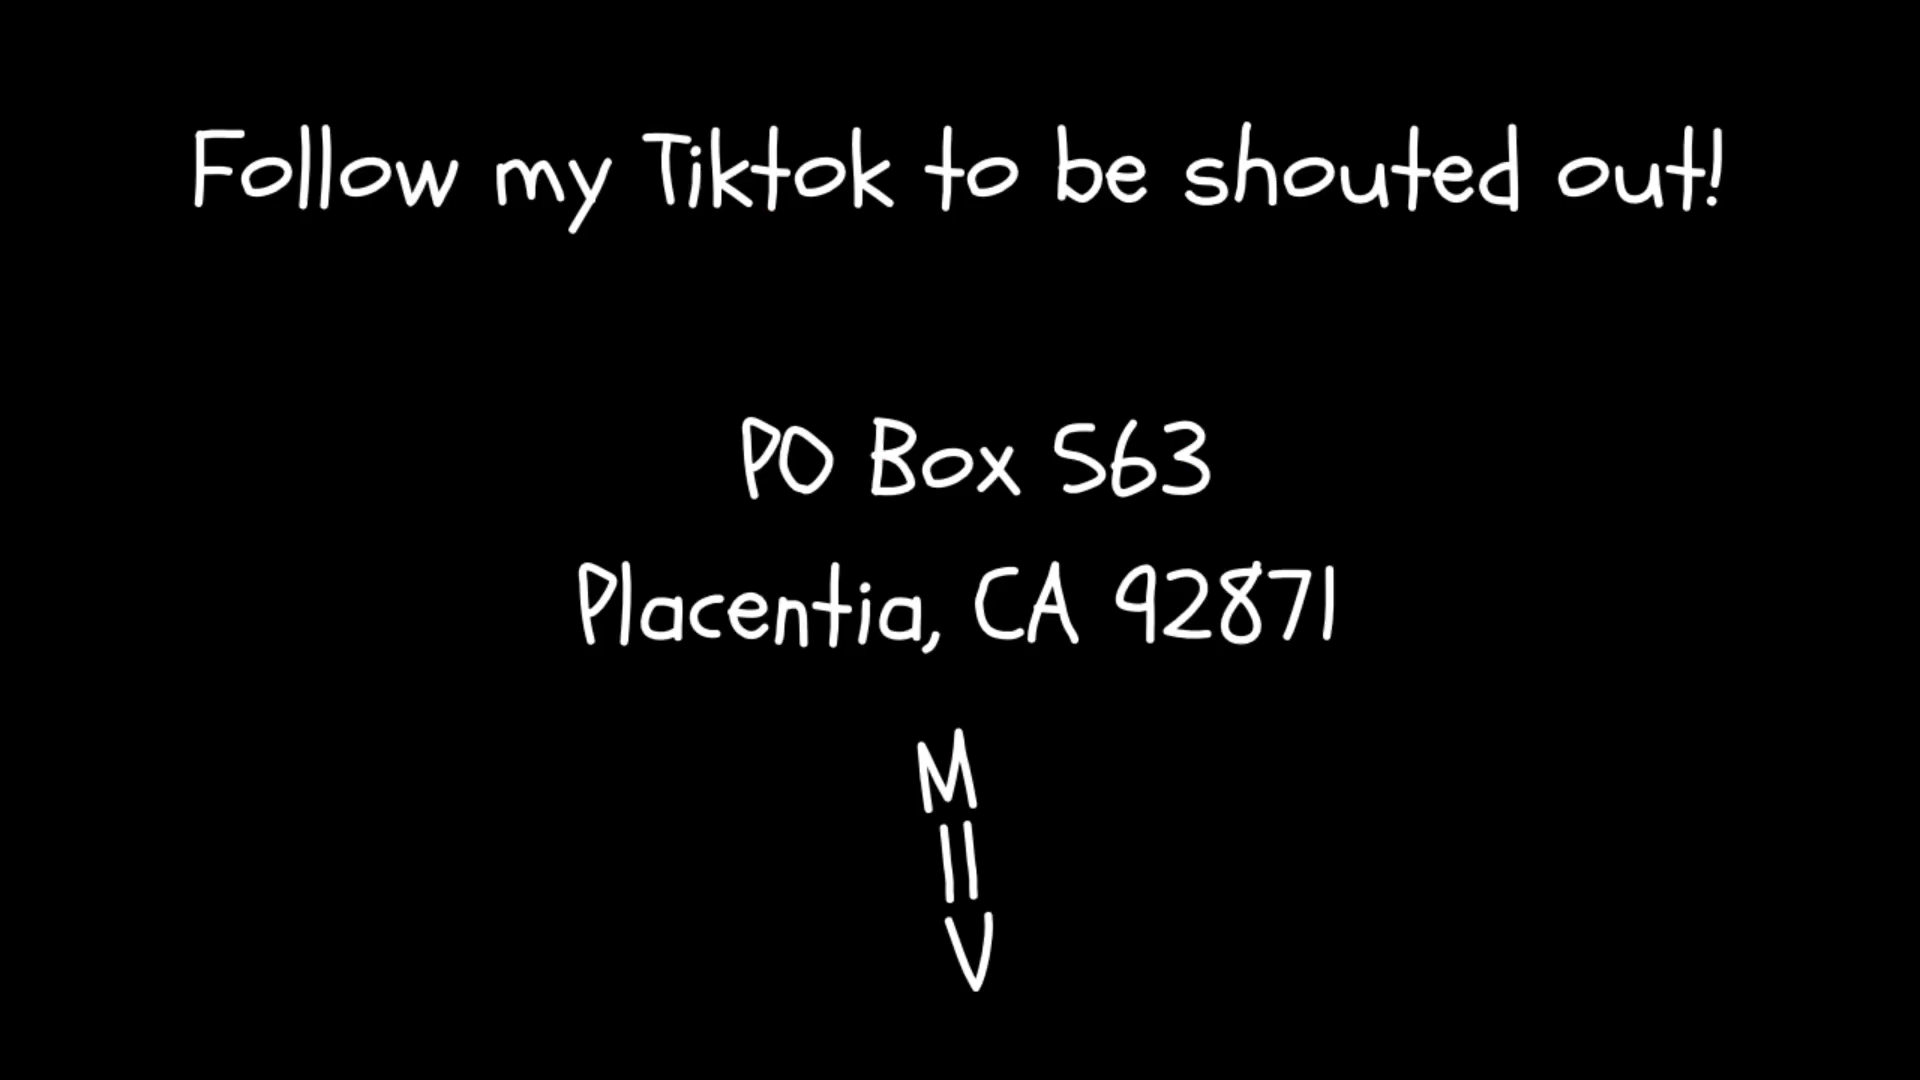 Follow my Tiktok to be shouted out!
PO Box 563
Placentia, CA 92871
M
||
V